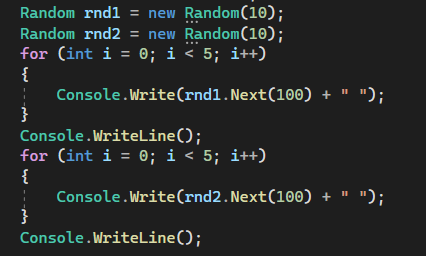 Random rnd1 = new Random(10);
Random rnd2 = new Random(10);
for (int i = 0; i < 5; i++)
{
    Console.Write(rnd1.Next(100) + " ");
}
Console.WriteLine();
for (int i = 0; i < 5; i++)
{
    Console.Write(rnd2.Next(100) + " ");
}
Console.WriteLine();